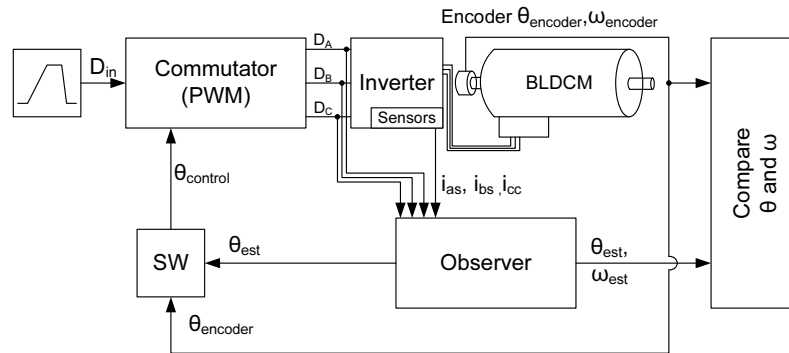 Encoder θencoder,ωencoder
Din
Commutator
(PWM)
DA
DB
DC
Inverter
Sensors
BLDCM
Compare
θ and ω
θcontrol
ias, ibs ,icc
SW
θest
Observer
θest,
ωest
θencoder